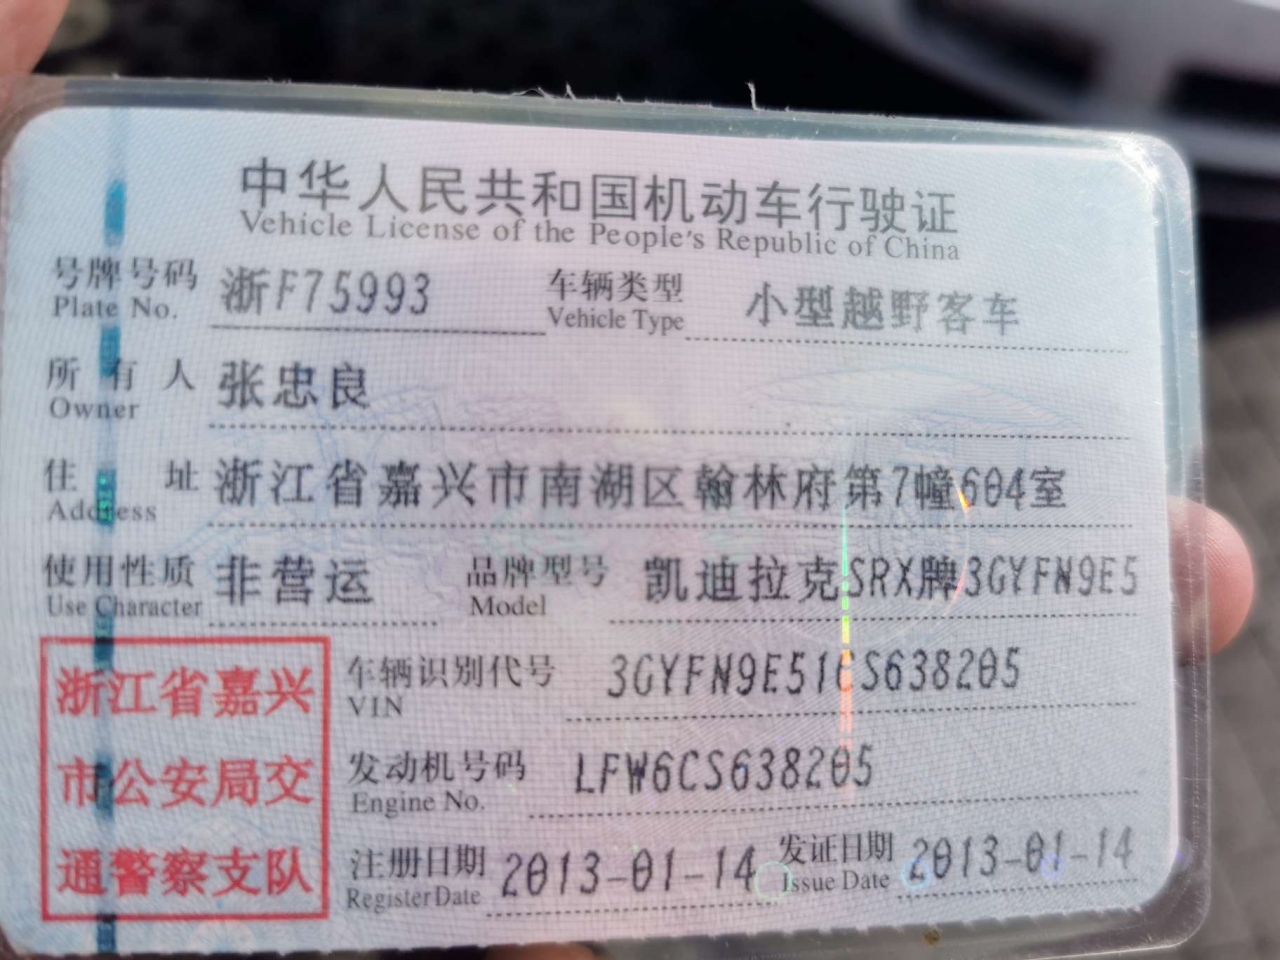 中华人民共和国机动车行驶证
Vehicle License of the People's Republic of China
号牌号码 浙F75993 车辆类型 小型越野客车
Plate No. Vehicle Type
所有人 张忠良
Owner
住址 浙江省嘉兴市南湖区翰林府第7幢604室
Address
使用性质 非营运 品牌型号 凯迪拉克SRX牌3GYFN9E5
Use Character Model
浙江省嘉兴
市公安局交
通警察支队
车辆识别代号 3GYFN9E51CS638205
VIN
发动机号码 LFW6CS638205
Engine No.
注册日期 2013-01-14 发证日期 2013-01-14
Register Date Issue Date